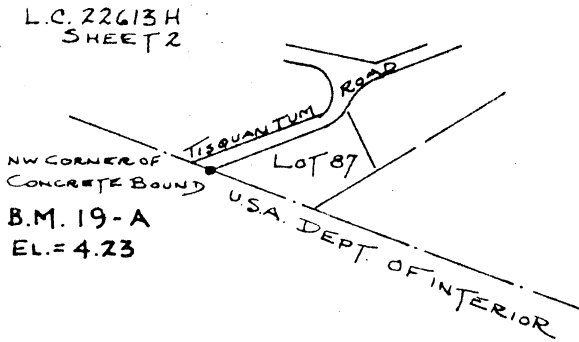 L.C. 22613 H
SHEET 2
TISQUANTUM ROAD
NW CORNER OF
CONCRETE BOUND
LOT 87
B.M. 19-A
EL.= 4.23
U.S.A. DEPT. OF INTERIOR